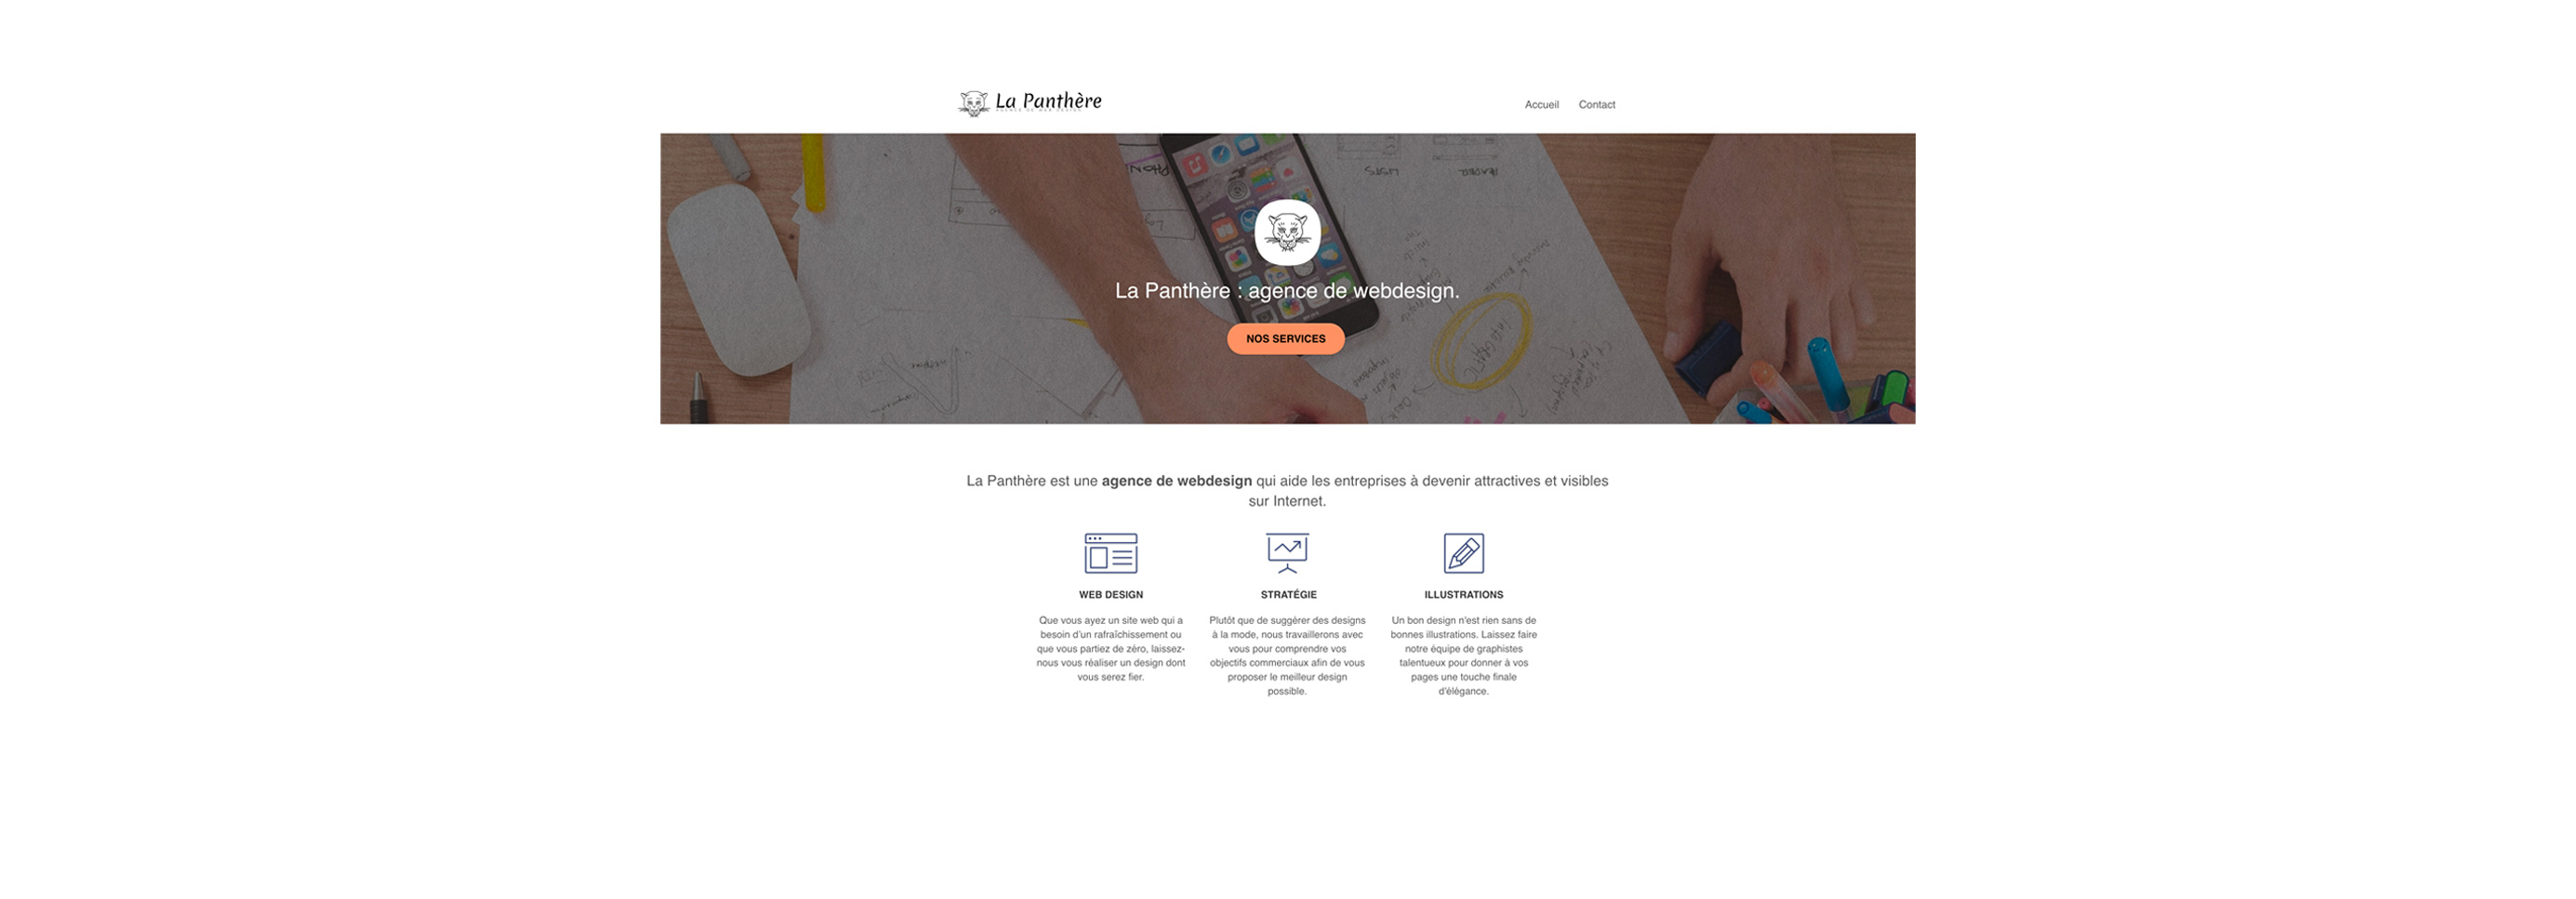 La Panthère
AGENCE DE WEB DESIGN
Accueil Contact
LISTS
La Panthère : agence de webdesign.
NOS SERVICES
La Panthère est une agence de webdesign qui aide les entreprises à devenir attractives et visibles
sur Internet.
WEB DESIGN
Que vous ayez un site web qui a
besoin d'un rafraîchissement ou
que vous partiez de zéro, laissez-
nous vous réaliser un design dont
vous serez fier.
STRATÉGIE
Plutôt que de suggérer des designs
à la mode, nous travaillerons avec
vous pour comprendre vos
objectifs commerciaux afin de vous
proposer le meilleur design
possible.
ILLUSTRATIONS
Un bon design n'est rien sans de
bonnes illustrations. Laissez faire
notre équipe de graphistes
talentueux pour donner à vos
pages une touche finale
d'élégance.